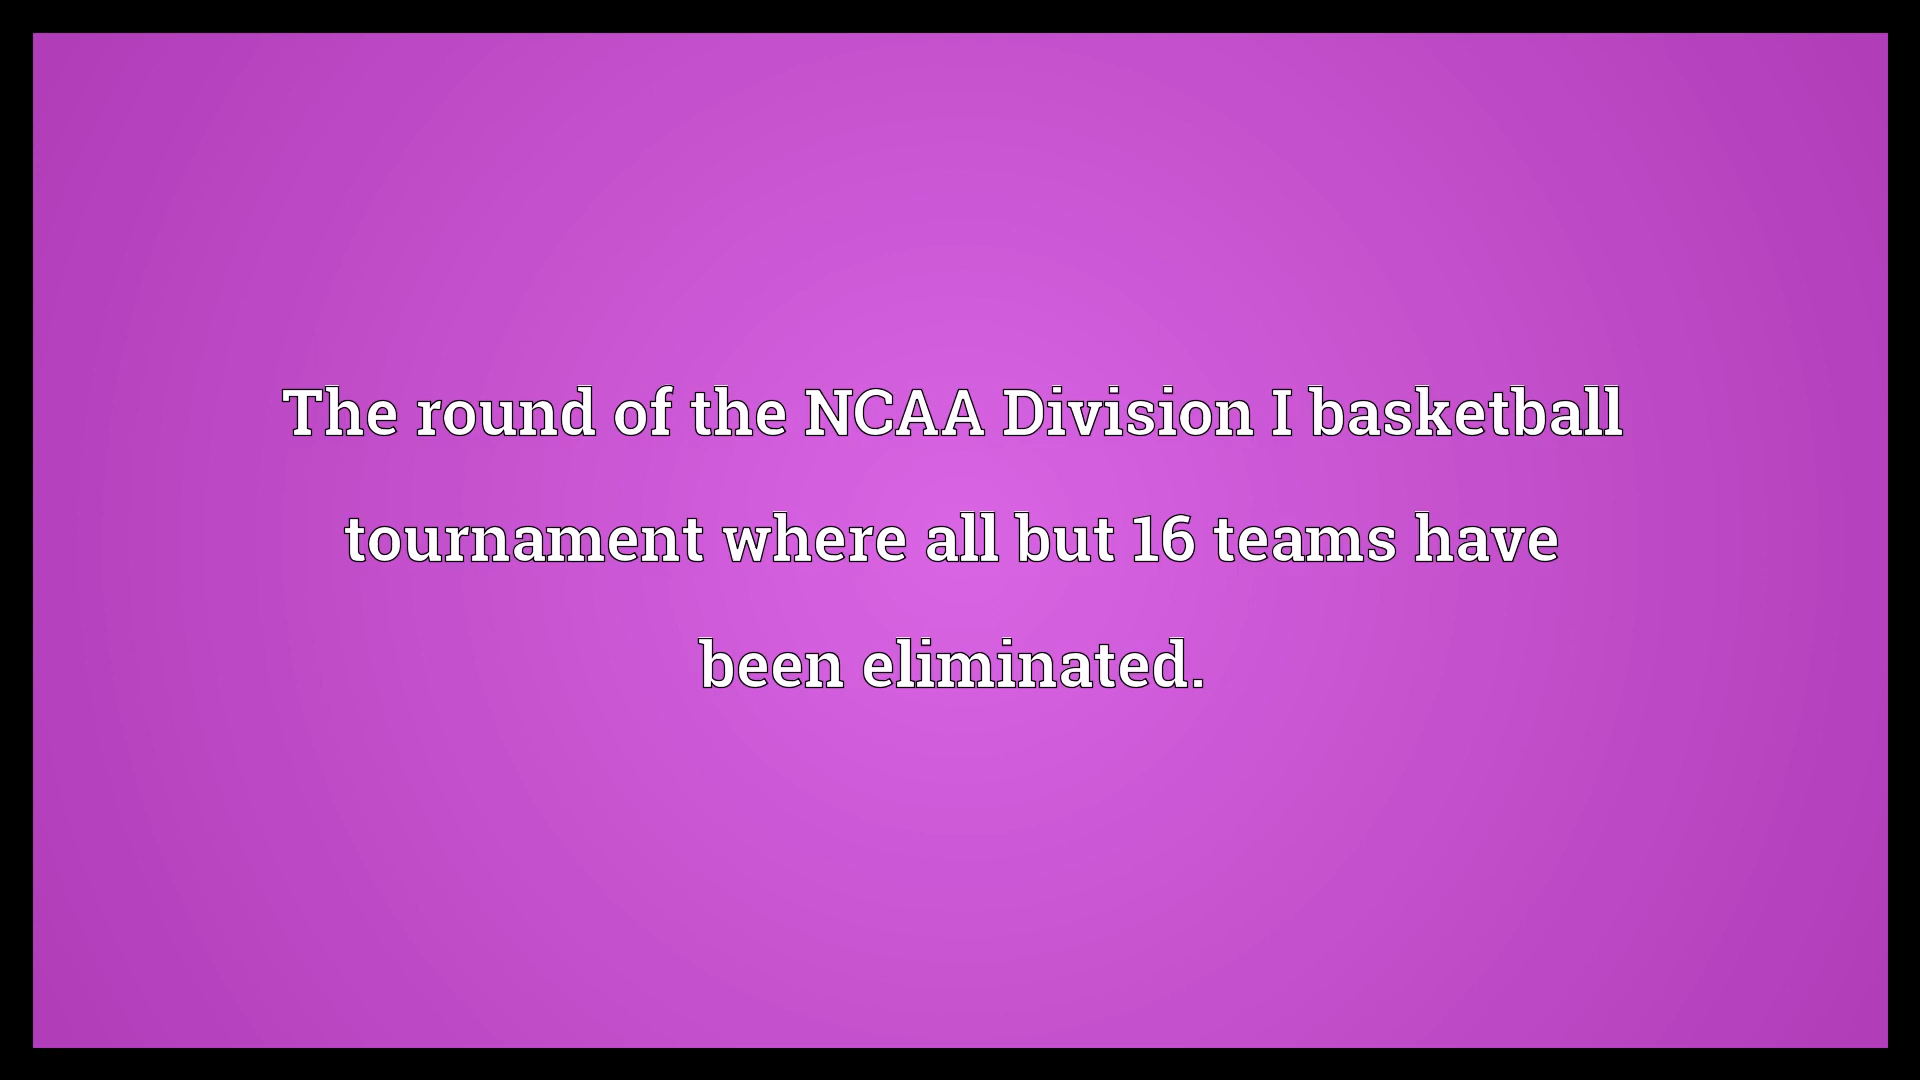 The round of the NCAA Division I basketball
tournament where all but 16 teams have
been eliminated.